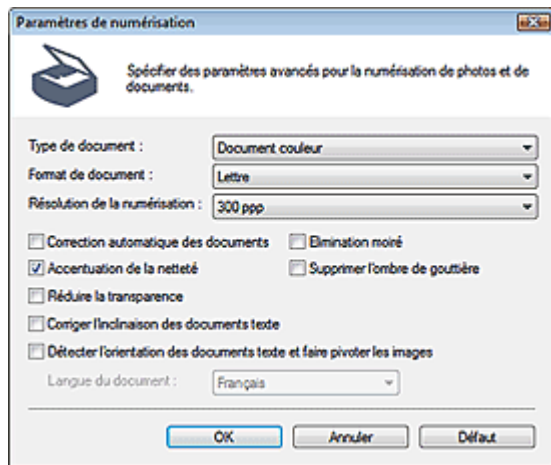 Paramètres de numérisation
Spécifier des paramètres avancés pour la numérisation de photos et de
documents.
Type de document :
Document couleur
Format de document :
Lettre
Résolution de la numérisation :
300 ppp
Correction automatique des documents
Elimination moiré
Accentuation de la netteté
Supprimer l'ombre de gouttière
Réduire la transparence
Corriger l'inclinaison des documents texte
Détecter l'orientation des documents texte et faire pivoter les images
Langue du document :
Français
OK
Annuler
Défaut